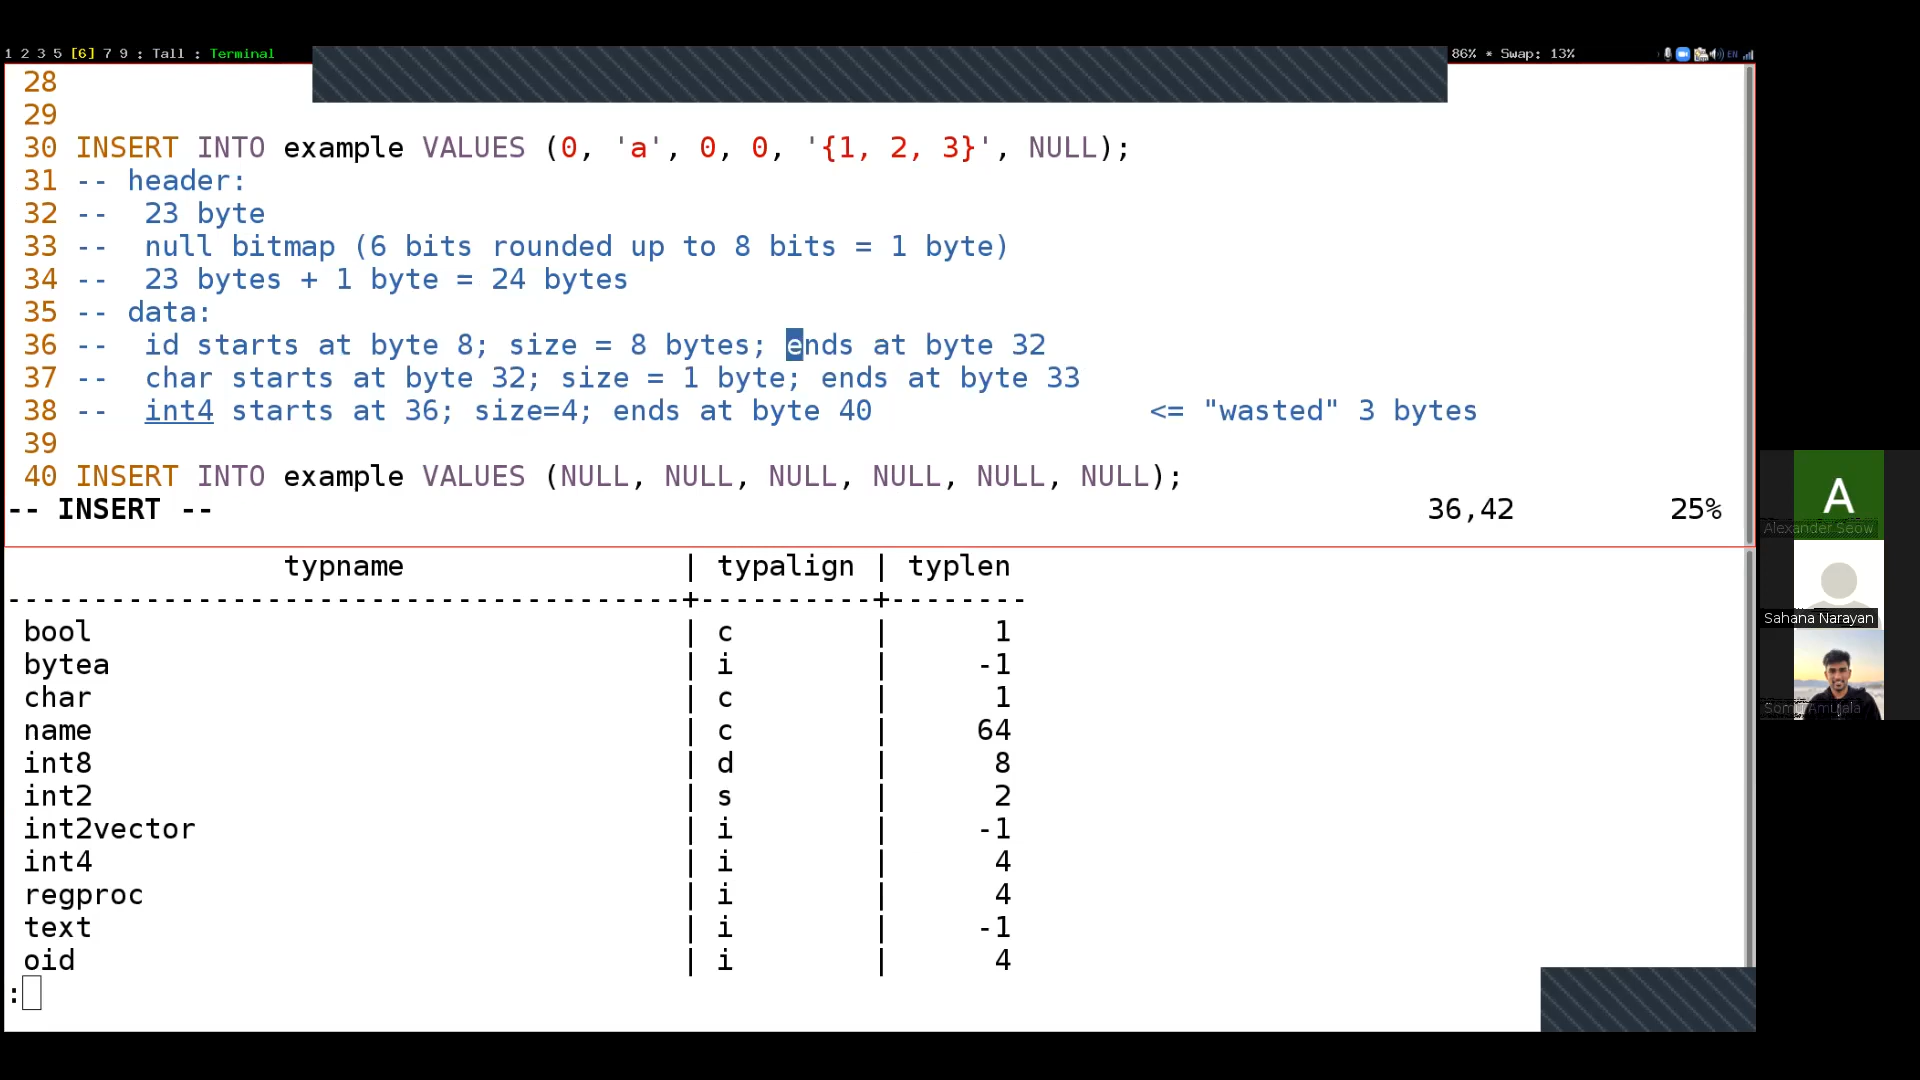 1 2 3 5 [6] 7 9 : Tall : Terminal
86% * Swap: 13%
EN
28
29
30 INSERT INTO example VALUES (0, 'a', 0, 0, '{1, 2, 3}', NULL);
31 -- header:
32 --  23 byte
33 --  null bitmap (6 bits rounded up to 8 bits = 1 byte)
34 --  23 bytes + 1 byte = 24 bytes
35 -- data:
36 --  id starts at byte 8; size = 8 bytes; ends at byte 32
37 --  char starts at byte 32; size = 1 byte; ends at byte 33
38 --  int4 starts at 36; size=4; ends at byte 40                <= "wasted" 3 bytes
39
40 INSERT INTO example VALUES (NULL, NULL, NULL, NULL, NULL, NULL);
-- INSERT --                                                      36,42         25%
typname | typalign | typlen
---------------------------------------+----------+--------
bool | c | 1
bytea | i | -1
char | c | 1
name | c | 64
int8 | d | 8
int2 | s | 2
int2vector | i | -1
int4 | i | 4
regproc | i | 4
text | i | -1
oid | i | 4
:
A
Alexander Seow
Sahana Narayan
Amujala